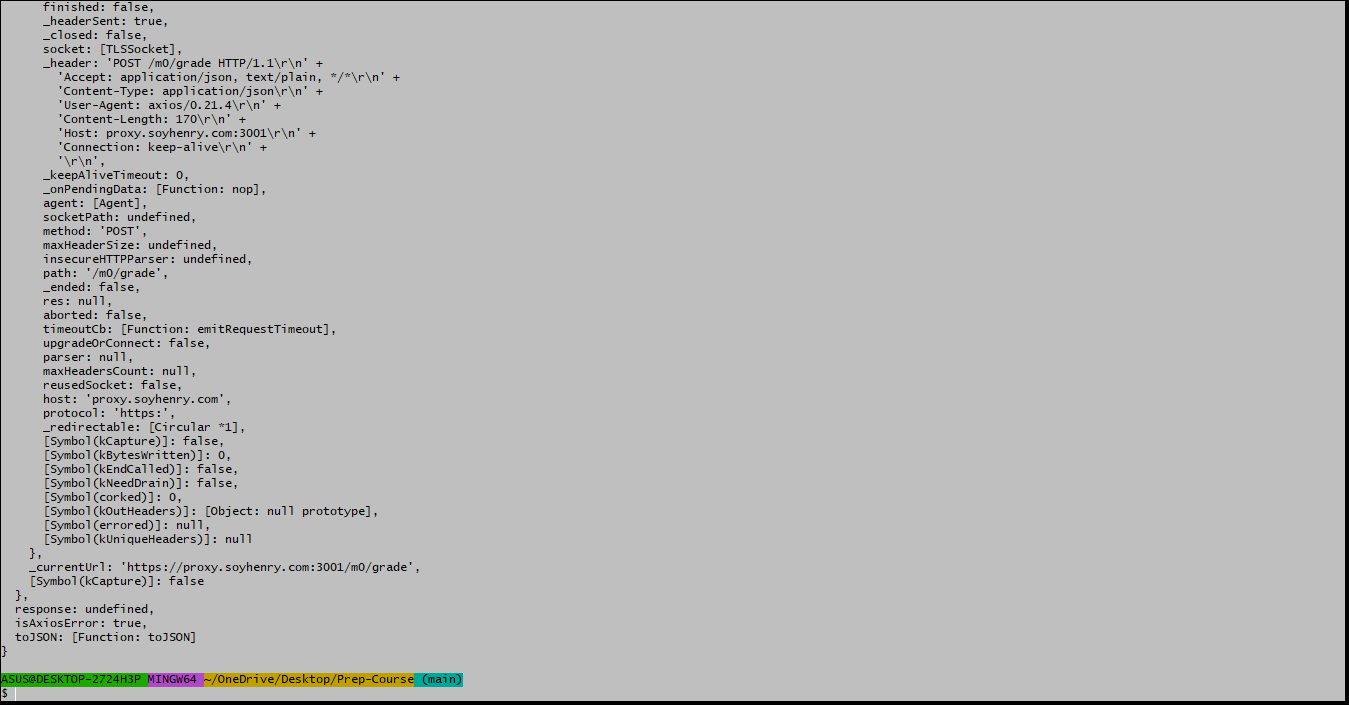 finished: false,
_headerSent: true,
_closed: false,
socket: [TLSSocket],
_header: 'POST /m0/grade HTTP/1.1\r\n' +
'Accept: application/json, text/plain, */*\r\n' +
'Content-Type: application/json\r\n' +
'User-Agent: axios/0.21.4\r\n' +
'Content-Length: 170\r\n' +
'Host: proxy.soyhenry.com:3001\r\n' +
'Connection: keep-alive\r\n' +
'\r\n',
_keepAliveTimeout: 0,
_onPendingData: [Function: nop],
agent: [Agent],
socketPath: undefined,
method: 'POST',
maxHeaderSize: undefined,
insecureHTTPParser: undefined,
path: '/m0/grade',
_ended: false,
res: null,
aborted: false,
timeoutCb: [Function: emitRequestTimeout],
upgradeOrConnect: false,
parser: null,
maxHeadersCount: null,
reusedSocket: false,
host: 'proxy.soyhenry.com',
protocol: 'https:',
_redirectable: [Circular *1],
[Symbol(kCapture)]: false,
[Symbol(kBytesWritten)]: 0,
[Symbol(kEndCalled)]: false,
[Symbol(kNeedDrain)]: false,
[Symbol(corked)]: 0,
[Symbol(kOutHeaders)]: [Object: null prototype],
[Symbol(errored)]: null,
[Symbol(kUniqueHeaders)]: null
},
_currentUrl: 'https://proxy.soyhenry.com:3001/m0/grade',
[Symbol(kCapture)]: false
},
response: undefined,
isAxiosError: true,
toJSON: [Function: toJSON]
}
ASUS@DESKTOP-2724H3P MINGW64 ~/OneDrive/Desktop/Prep-Course (main)
$